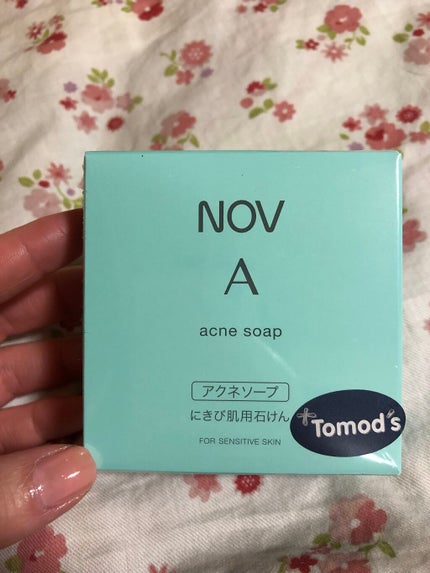 NOV
A
acne soap
アクネソープ
にきび肌用石けん
FOR SENSITIVE SKIN
Tomod's